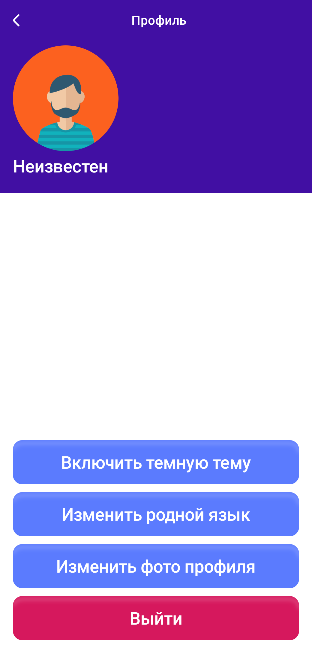 Профиль
Неизвестен
Включить темную тему
Изменить родной язык
Изменить фото профиля
Выйти